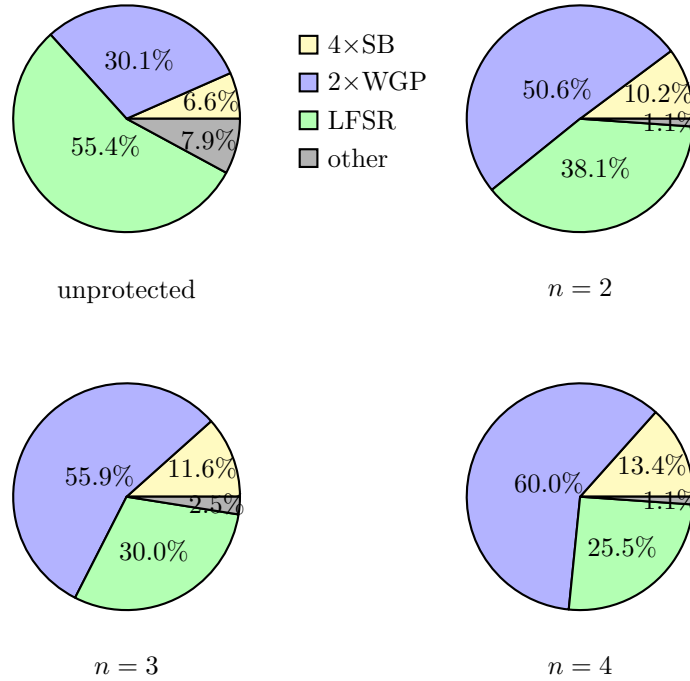 30.1%
6.6%
55.4%
7.9%
unprotected
4×SB
2×WGP
LFSR
other
50.6%
10.2%
1.1%
38.1%
n = 2
55.9%
11.6%
2.5%
30.0%
n = 3
60.0%
13.4%
1.1%
25.5%
n = 4